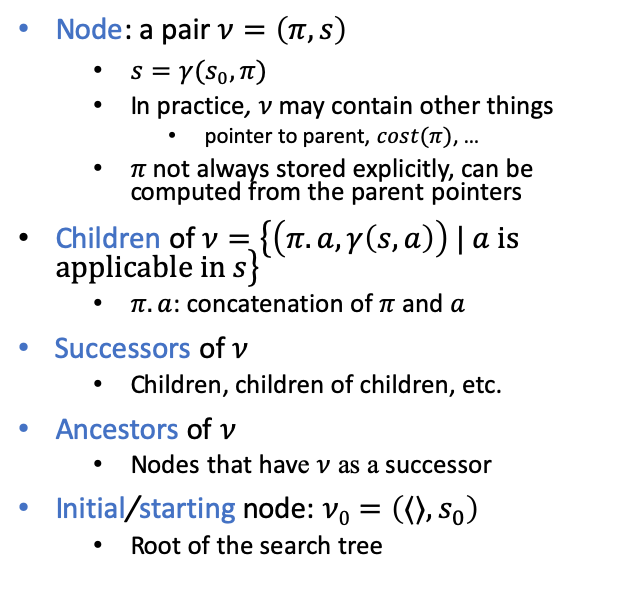 • Node: a pair ν = (π, s)
• s = γ(s₀, π)
• In practice, ν may contain other things
• pointer to parent, cost(π), ...
• π not always stored explicitly, can be
computed from the parent pointers
• Children of ν = {(π. a, γ(s, a)) | a is
applicable in s}
• π. a: concatenation of π and a
• Successors of ν
• Children, children of children, etc.
• Ancestors of ν
• Nodes that have ν as a successor
• Initial/starting node: ν₀ = (⟨⟩, s₀)
• Root of the search tree